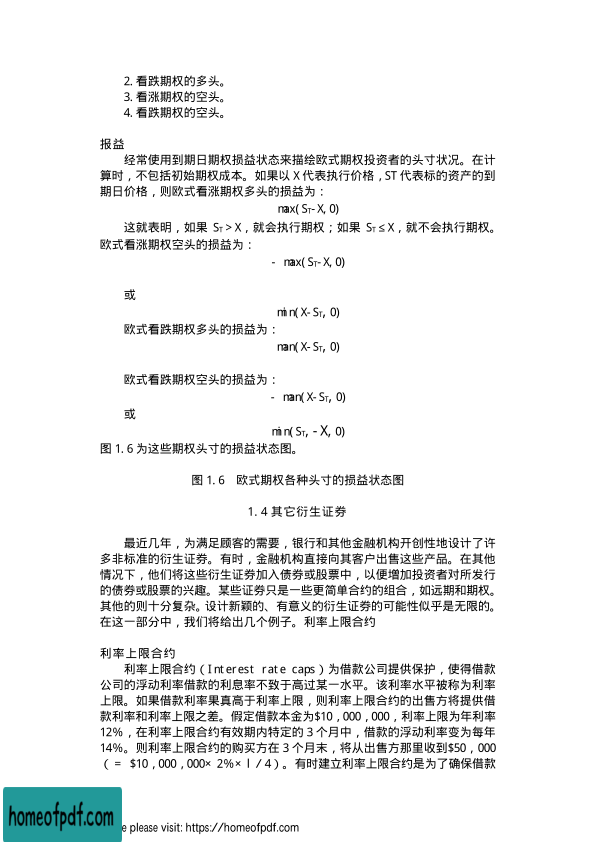 2.看跌期权的多头。
3.看涨期权的空头。
4.看跌期权的空头。
报益
经常使用到期日期权损益状态来描绘欧式期权投资者的头寸状况。在计
算时，不包括初始期权成本。如果以X代表执行价格，ST代表标的资产的到
期日价格，则欧式看涨期权多头的损益为：
max(ST-X,0)
这就表明，如果 ST＞X，就会执行期权；如果 ST≤X，就不会执行期权。
欧式看涨期权空头的损益为：
- max(ST-X,0)
或
min(X-ST,0)
欧式看跌期权多头的损益为：
man(X-ST,0)
欧式看跌期权空头的损益为：
- man(X-ST,0)
或
min(ST,-X,0)
图1.6为这些期权头寸的损益状态图。
图1.6 欧式期权各种头寸的损益状态图
1.4其它衍生证券
最近几年，为满足顾客的需要，银行和其他金融机构开创性地设计了许
多非标准的衍生证券。有时，金融机构直接向其客户出售这些产品。在其他
情况下，他们将这些衍生证券加入债券或股票中，以便增加投资者对所发行
的债券或股票的兴趣。某些证券只是一些更简单合约的组合，如远期和期权。
其他的则十分复杂。设计新颖的、有意义的衍生证券的可能性似乎是无限的。
在这一部分中，我们将给出几个例子。利率上限合约
利率上限合约
利率上限合约（Interest rate caps）为借款公司提供保护，使得借款
公司的浮动利率借款的利息率不致于高过某一水平。该利率水平被称为利率
上限。如果借款利率果真高于利率上限，则利率上限合约的出售方将提供借
款利率和利率上限之差。假定借款本金为$10,000,000，利率上限为年利率
12%，在利率上限合约有效期内特定的3个月中，借款的浮动利率变为每年
14%。则利率上限合约的购买方在3个月末，将从出售方那里收到$50,000
（= $10,000,000×2%×l/4）。有时建立利率上限合约是为了确保借款
homeofpdf.com
e please visit: https://homeofpdf.com